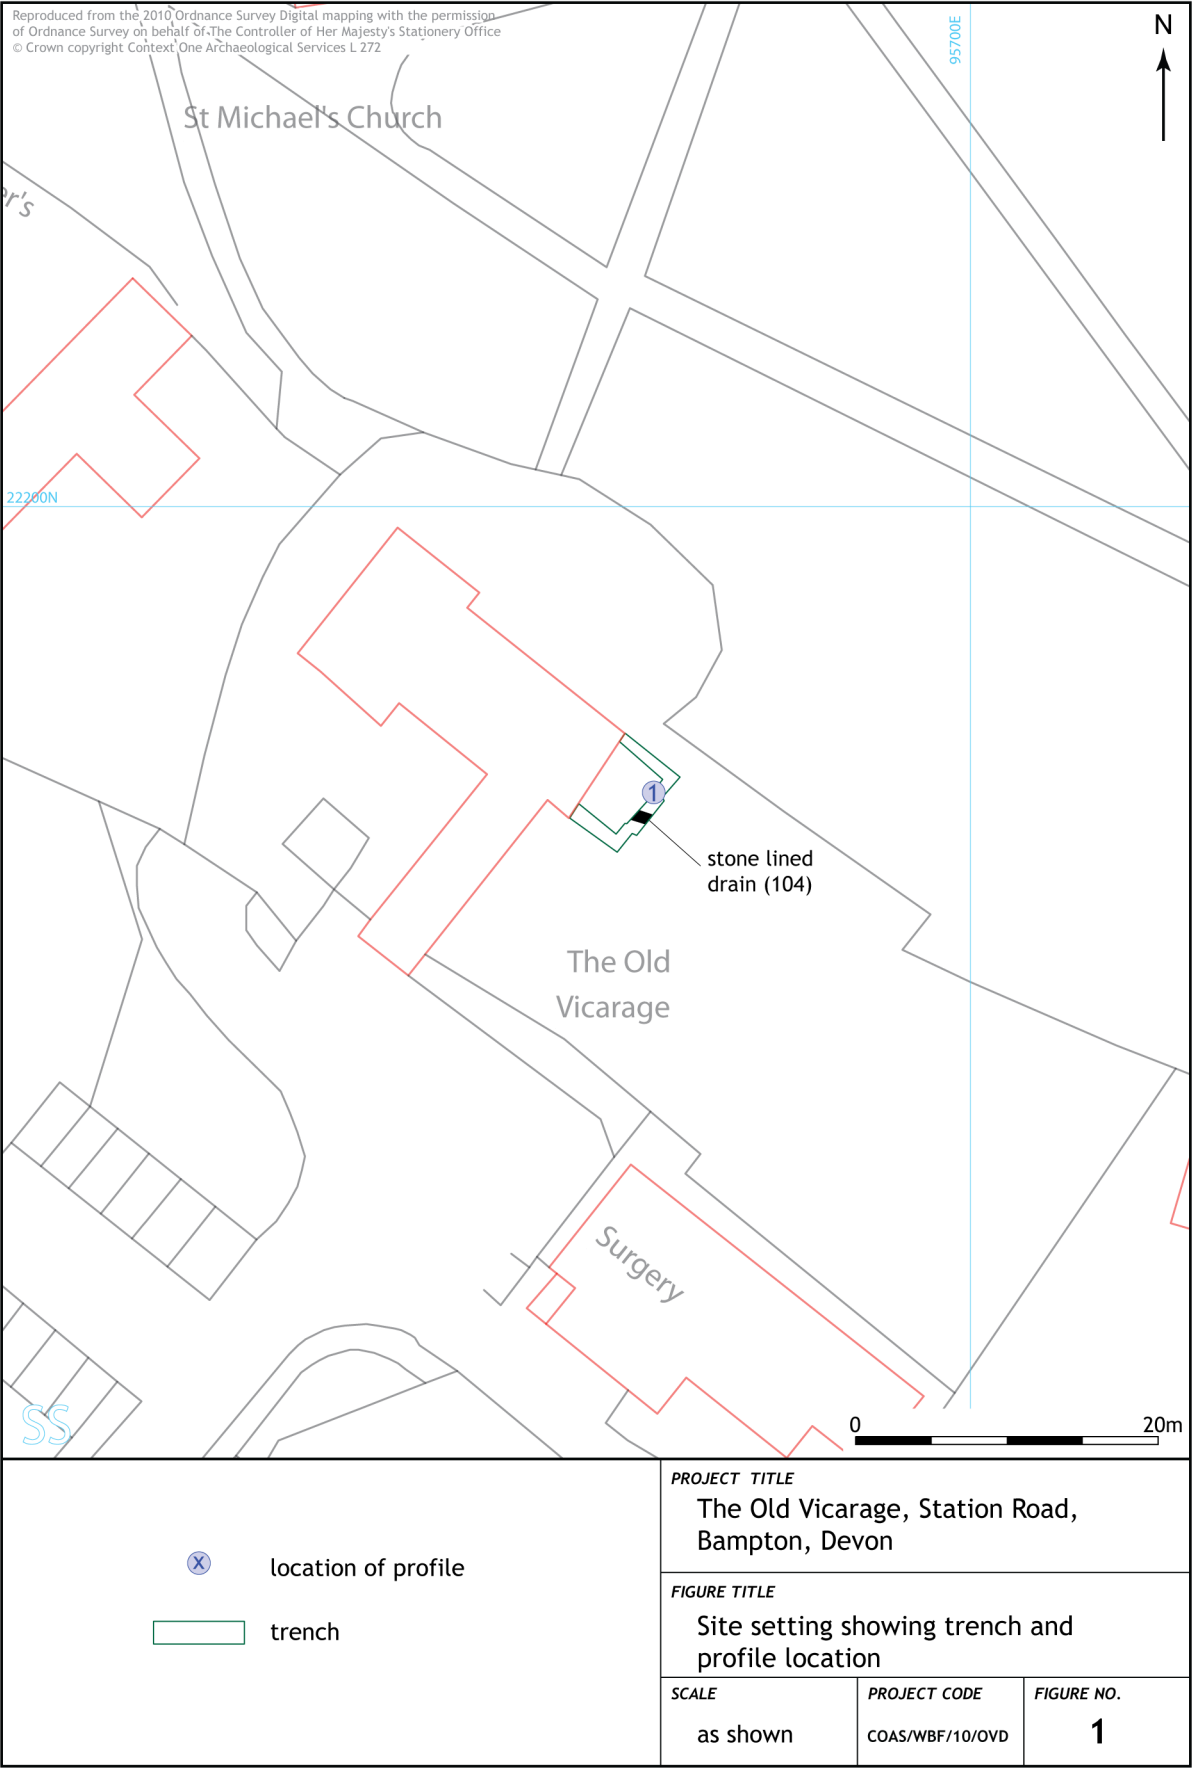 Reproduced from the 2010 Ordnance Survey Digital mapping with the permission
of Ordnance Survey on behalf of The Controller of Her Majesty's Stationery Office
© Crown copyright Context One Archaeological Services L 272
95700E
N
St Michael's Church
er's
22200N
1
stone lined
drain (104)
The Old
Vicarage
Surgery
SS
0 20m
X location of profile
trench
PROJECT TITLE
The Old Vicarage, Station Road,
Bampton, Devon
FIGURE TITLE
Site setting showing trench and
profile location
SCALE
as shown
PROJECT CODE
COAS/WBF/10/OVD
FIGURE NO.
1